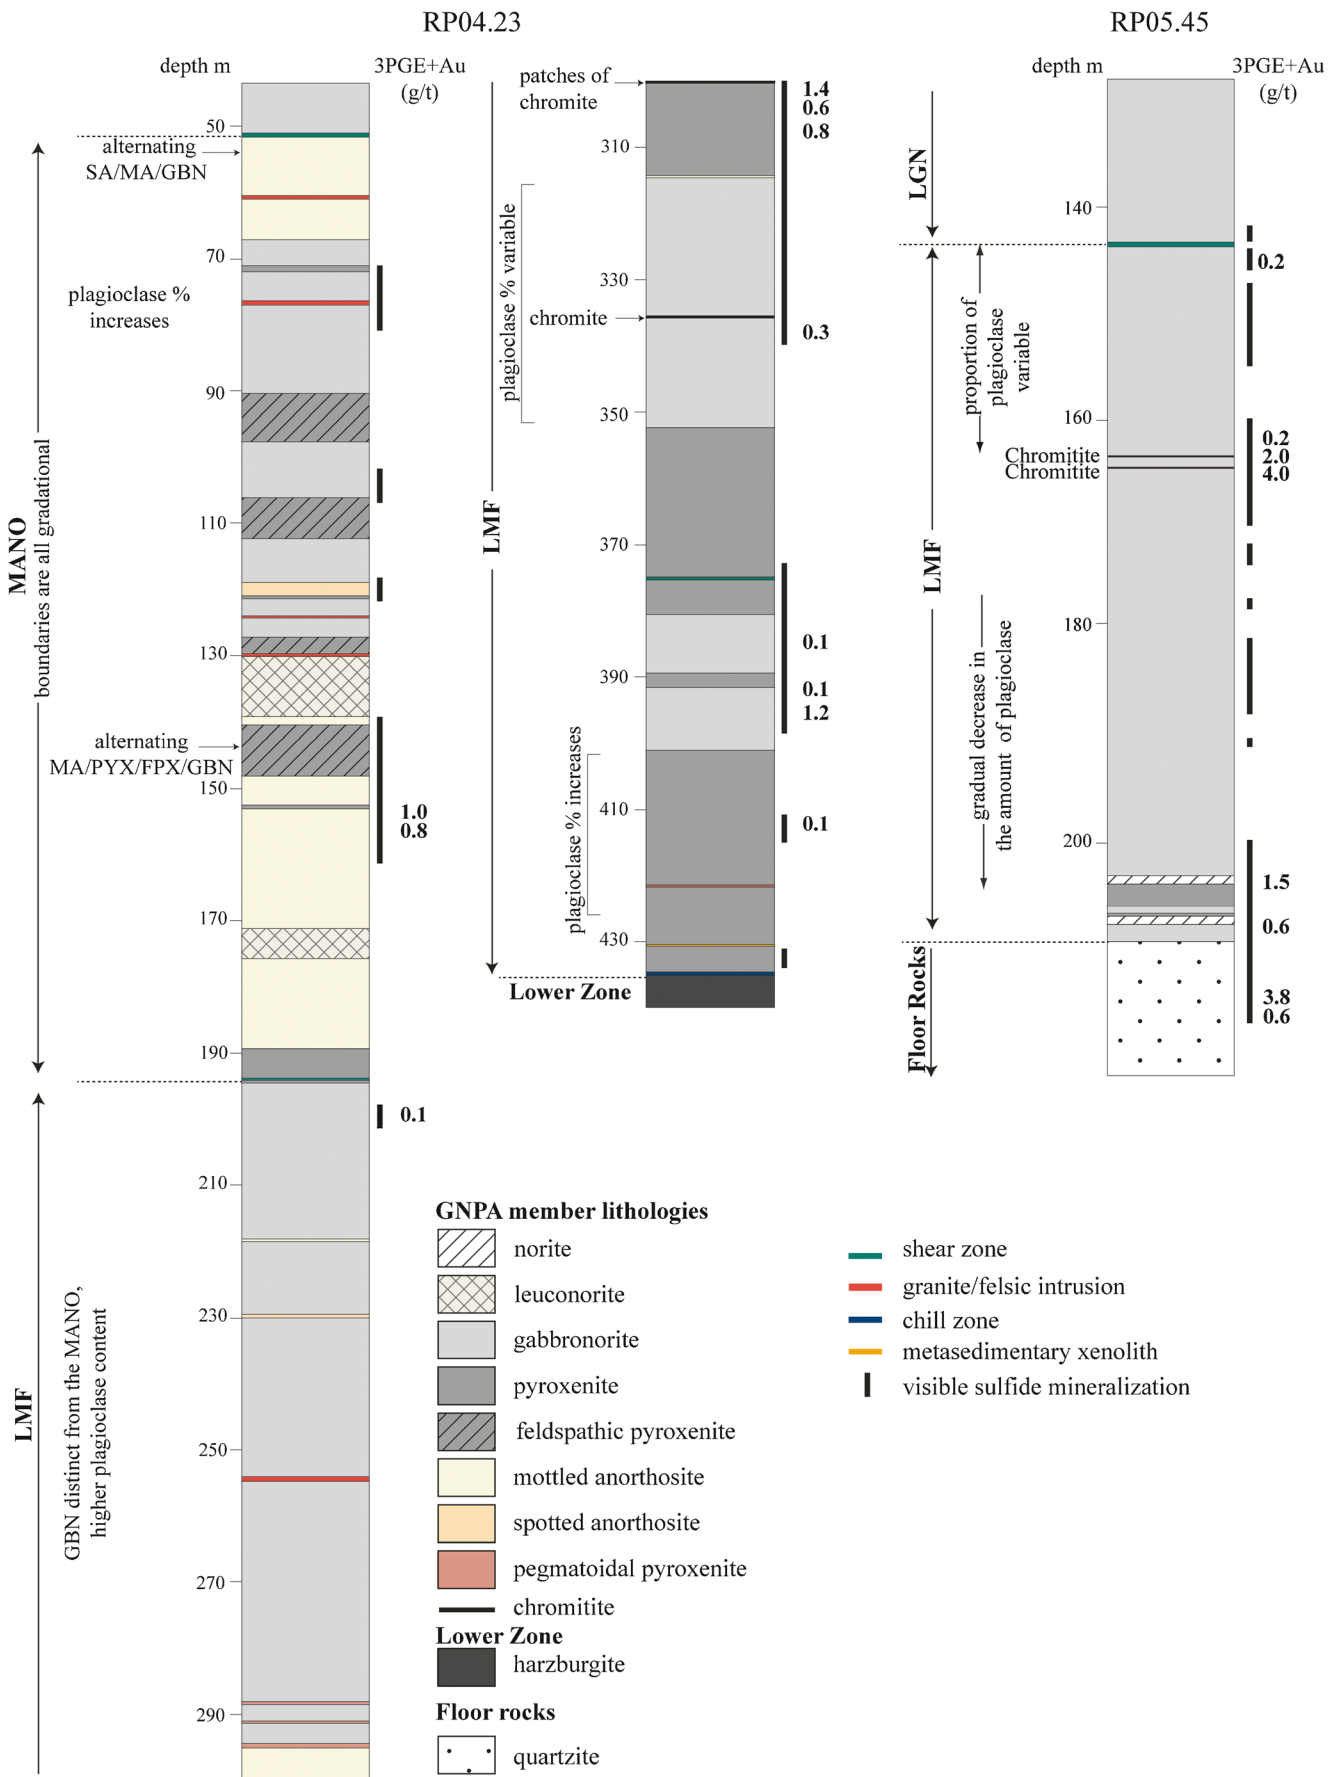 RP04.23
RP05.45
depth m
3PGE+Au
(g/t)
50
70
90
110
130
150
170
190
210
230
250
270
290
alternating
SA/MA/GBN
plagioclase %
increases
MANO
boundaries are all gradational
alternating
MA/PYX/FPX/GBN
1.0
0.8
0.1
LMF
GBN distinct from the MANO,
higher plagioclase content
patches of
chromite
310
330
350
370
390
410
430
1.4
0.6
0.8
plagioclase % variable
chromite
0.3
LMF
0.1
0.1
1.2
plagioclase % increases
0.1
Lower Zone
depth m
3PGE+Au
(g/t)
LGN
140
160
180
200
0.2
proportion of
plagioclase
variable
0.2
Chromitite
2.0
Chromitite
4.0
LMF
gradual decrease in
the amount of plagioclase
1.5
0.6
Floor Rocks
3.8
0.6
GNPA member lithologies
norite
leuconorite
gabbronorite
pyroxenite
feldspathic pyroxenite
mottled anorthosite
spotted anorthosite
pegmatoidal pyroxenite
chromitite
Lower Zone
harzburgite
Floor rocks
quartzite
shear zone
granite/felsic intrusion
chill zone
metasedimentary xenolith
visible sulfide mineralization